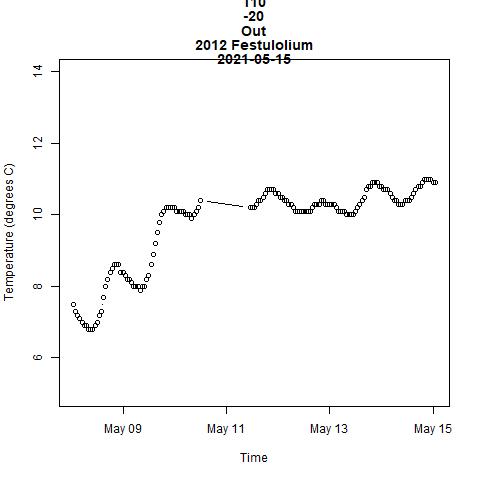 110
-20
Out
2012 Festulolium
2021-05-15
14
12
10
8
6
Temperature (degrees C)
May 09
May 11
May 13
May 15
Time